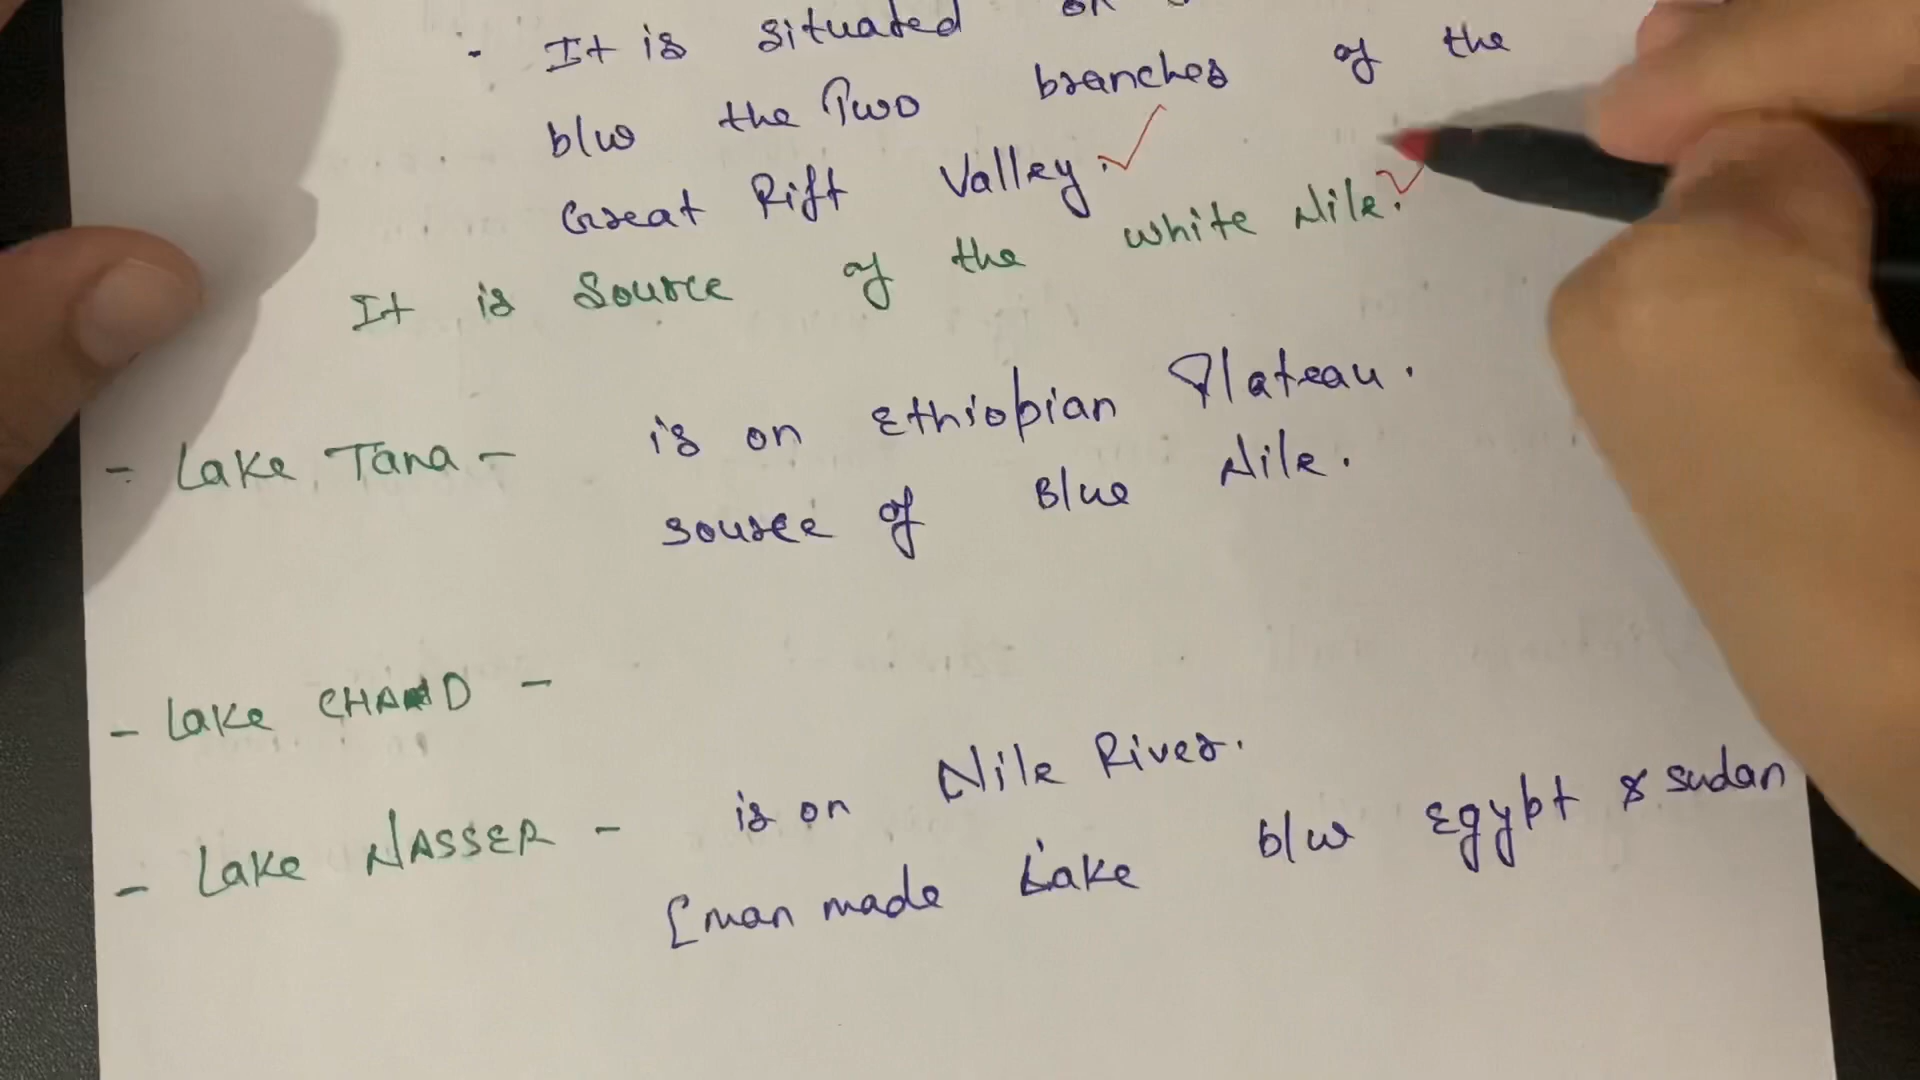 - It is situated on
b/w the Two branches of the
Great Rift Valley.
It is source of the white Nile.
- Lake Tana - is on Ethiopian Plateau.
source of Blue Nile.
- Lake CHAD -
- Lake NASSER - is on Nile River.
[man made Lake b/w Egypt & sudan